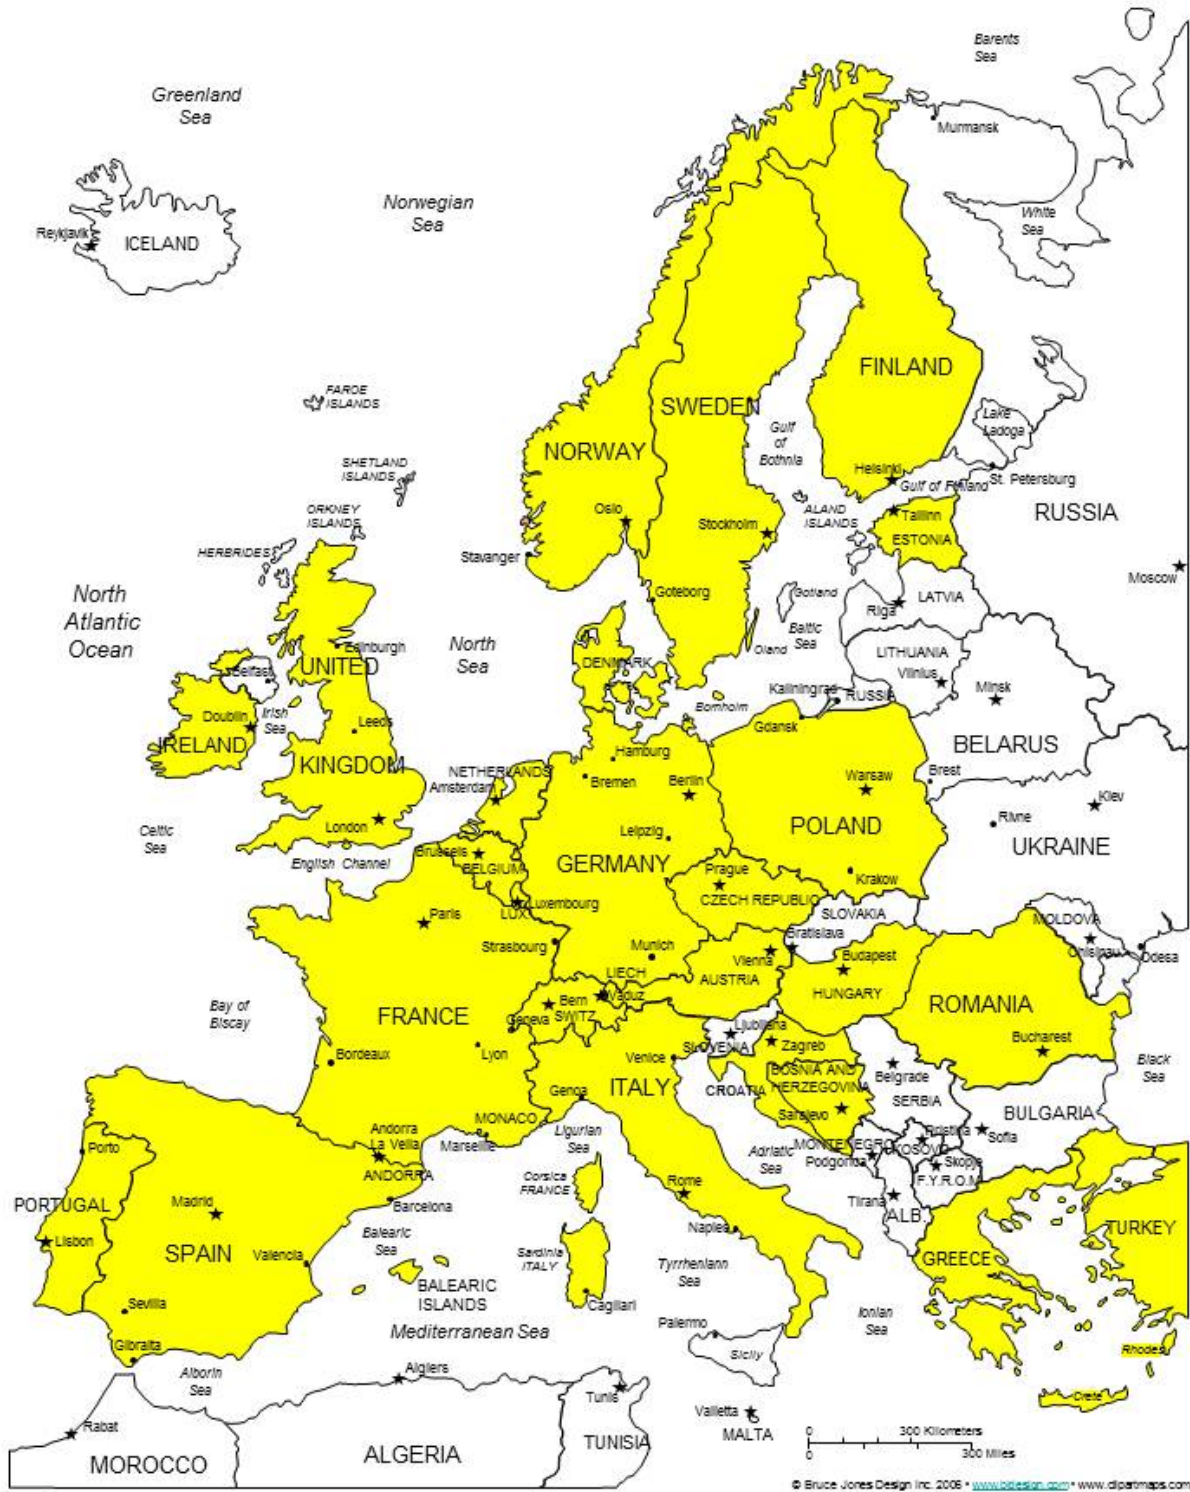 Barents
Sea
Greenland
Sea
Murmansk
Norwegian
Sea
White
Sea
Reykjavik
ICELAND
FINLAND
FAROE
ISLANDS
SWEDEN
Lake
Ladoga
Gulf
of
Bothnia
NORWAY
SHETLAND
ISLANDS
Helsinki
Gulf of Finland
St. Petersburg
ORKNEY
ISLANDS
Oslo
Stockholm
ALAND
ISLANDS
Tallinn
ESTONIA
RUSSIA
HERBRIDES
Stavanger
Moscow
North
Atlantic
Ocean
Goteborg
Gotland
Riga
LATVIA
North
Sea
Baltic
Sea
Oland
Edinburgh
UNITED
KINGDOM
DENMARK
LITHUANIA
Vilnius
Belfast
Kaliningrad
RUSSIA
Minsk
Bornholm
Doublin
Irish
Sea
Leeds
Gdansk
IRELAND
BELARUS
Hamburg
NETHERLANDS
Amsterdam
Bremen
Berlin
Warsaw
Brest
Kiev
Celtic
Sea
London
Leipzig
POLAND
Rivne
UKRAINE
English Channel
Brussels
BELGIUM
GERMANY
Prague
CZECH REPUBLIC
Krakow
LUX
Luxembourg
Paris
SLOVAKIA
MOLDOVA
Strasbourg
Munich
Vienna
Bratislava
Budapest
Chisinau
Odesa
LIECH
Vaduz
AUSTRIA
HUNGARY
ROMANIA
Bay of
Biscay
FRANCE
Bern
SWITZ
Geneva
Ljubljana
SLOVENIA
Zagreb
Bucharest
Bordeaux
Lyon
Venice
Black
Sea
Genoa
ITALY
CROATIA
BOSNIA AND
HERZEGOVINA
Belgrade
SERBIA
Sarajevo
BULGARIA
MONACO
Marseille
Ligurian
Sea
Andorra
La Vella
ANDORRA
Porto
Adriatic
Sea
MONTENEGRO
Podgorica
Pristina
KOSOVO
Sofia
Skopje
F.Y.R.O.M
Corsica
FRANCE
PORTUGAL
Madrid
Barcelona
Rome
Tirana
ALB.
Lisbon
SPAIN
Valencia
Balearic
Sea
Naples
GREECE
TURKEY
Sardinia
ITALY
Tyrrheniann
Sea
BALEARIC
ISLANDS
Cagliari
Sevilla
Mediterranean Sea
Palermo
Ionian
Sea
Gibralta
Sicily
Rhodes
Alborin
Sea
Algiers
Tunis
Crete
Rabat
Valletta
MALTA
MOROCCO
ALGERIA
TUNISIA
0 300 Kilometers
0 300 Miles
© Bruce Jones Design Inc. 2006 • www.bjdesign.com • www.clipartmaps.com